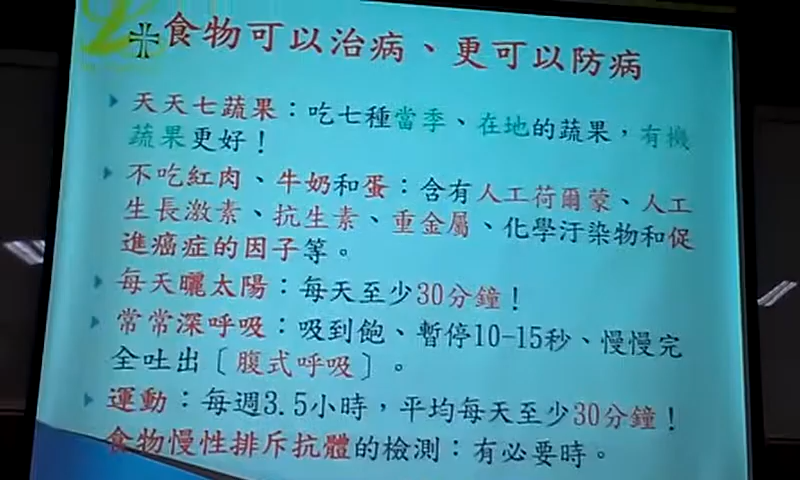 食物可以治病、更可以防病
天天七蔬果：吃七種當季、在地的蔬果，有機
蔬果更好！
不吃紅肉、牛奶和蛋：含有人工荷爾蒙、人工
生長激素、抗生素、重金屬、化學汙染物和促
進癌症的因子等。
每天曬太陽：每天至少30分鐘！
常常深呼吸：吸到飽、暫停10-15秒、慢慢完
全吐出〔腹式呼吸〕。
運動：每週3.5小時，平均每天至少30分鐘！
食物慢性排斥抗體的檢測：有必要時。